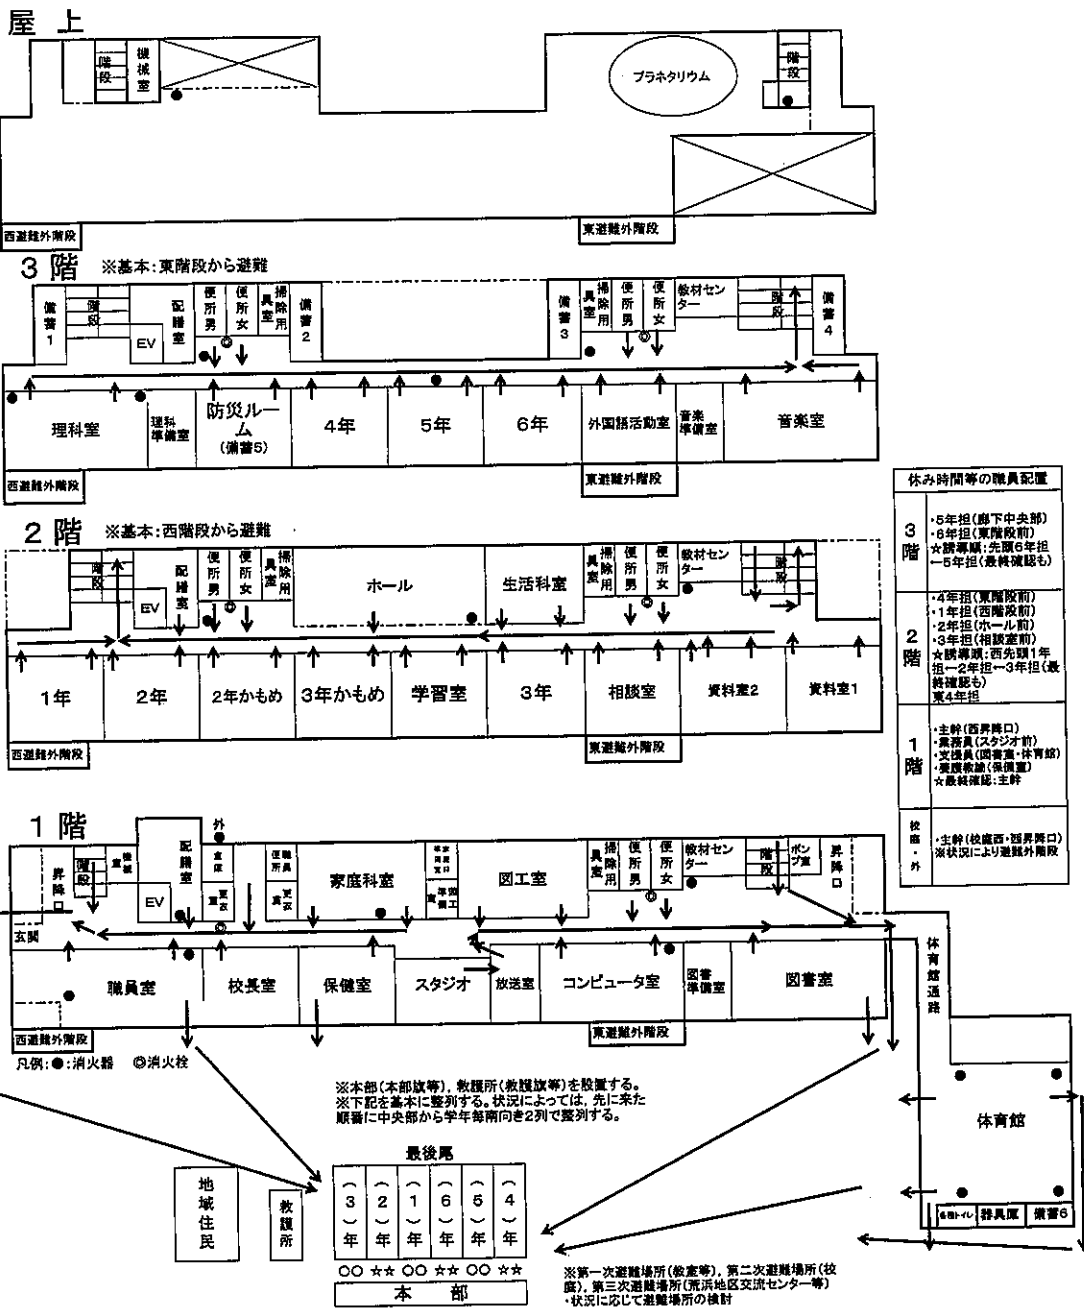 屋上
階段
機械室
プラネタリウム
階段
西避難外階段
東避難外階段
3階 ※基本:東階段から避難
備蓄1
階段
EV
配膳室
便所男
便所女
掃除用具室
備蓄2
備蓄3
掃除用具室
便所男
便所女
教材センター
階段
備蓄4
理科室
理科準備室
防災ルーム
(備蓄5)
4年
5年
6年
外国語活動室
音楽準備室
音楽室
西避難外階段
東避難外階段
2階 ※基本:西階段から避難
階段
EV
配膳室
便所男
便所女
掃除用具室
ホール
生活科室
掃除用具室
便所男
便所女
教材センター
階段
1年
2年
2年かもめ
3年かもめ
学習室
3年
相談室
資料室2
資料室1
西避難外階段
東避難外階段
休み時間等の職員配置
3階
・5年担(廊下中央部)
・6年担(東階段前)
☆誘導順:先頭6年担
←5年担(最終確認も)
2階
・4年担(東階段前)
・1年担(西階段前)
・2年担(ホール前)
・3年担(相談室前)
☆誘導順:西先頭1年
担←2年担←3年担(最
終確認も)
東4年担
1階
・主幹(西昇降口)
・業務員(スタジオ前)
・支援員(図書室・体育館)
・養護教諭(保健室)
☆最終確認:主幹
校庭・外
・主幹(校庭西・西昇降口)
※状況により避難外階段
1階
昇降口
階段
機械室
EV
配膳室
外
倉庫
更衣室
職員便所
更衣室
家庭科室
家庭科準備室
図工準備室
図工室
掃除用具室
便所男
便所女
教材センター
階段
ポンプ室
昇降口
玄関
職員室
校長室
保健室
スタジオ
放送室
コンピュータ室
図書準備室
図書室
体育館通路
西避難外階段
東避難外階段
凡例:●:消火器 ◎消火栓
※本部(本部旗等)，救護所(救護旗等)を設置する。
※下記を基本に整列する。状況によっては，先に来た
順番に中央部から学年毎南向き2列で整列する。
体育館
器具庫
備蓄6
最後尾
地域住民
救護所
(3)年
(2)年
(1)年
(6)年
(5)年
(4)年
○○ ☆☆ ○○ ☆☆ ○○ ☆☆
本部
※第一次避難場所(教室等)，第二次避難場所(校
庭)，第三次避難場所(荒浜地区交流センター等)
・状況に応じて避難場所の検討